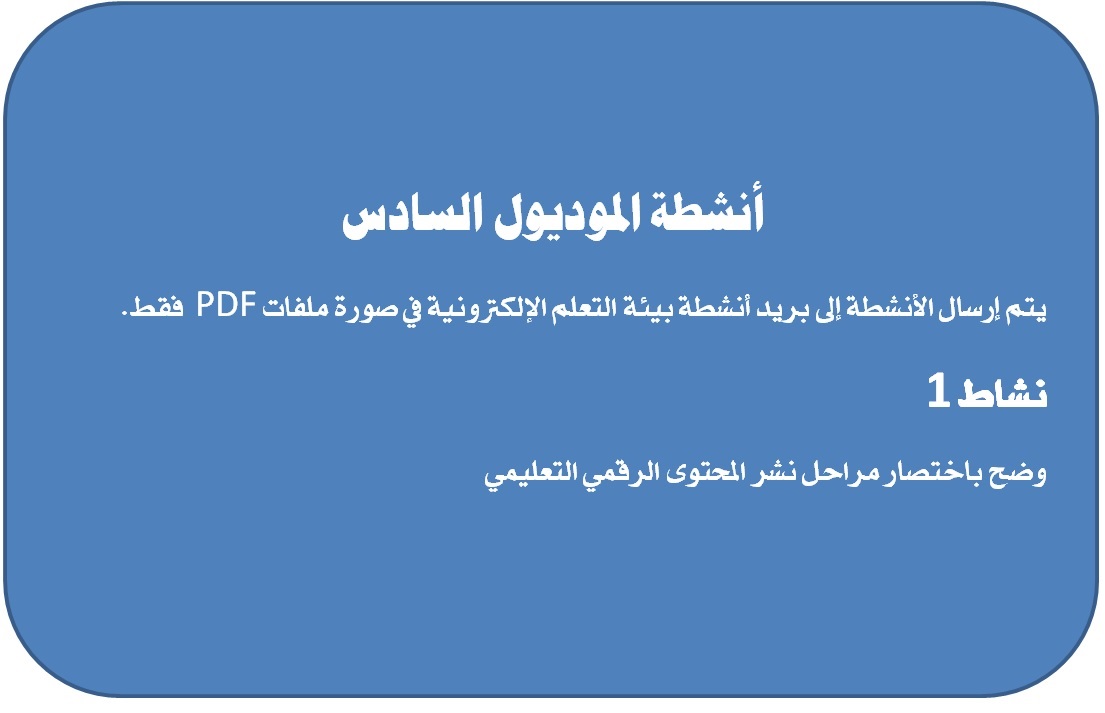 أنشطة الموديول السادس
يتم إرسال الأنشطة إلى بريد أنشطة بيئة التعلم الإلكترونية في صورة ملفات PDF فقط.
نشاط 1
وضح باختصار مراحل نشر المحتوى الرقمي التعليمي